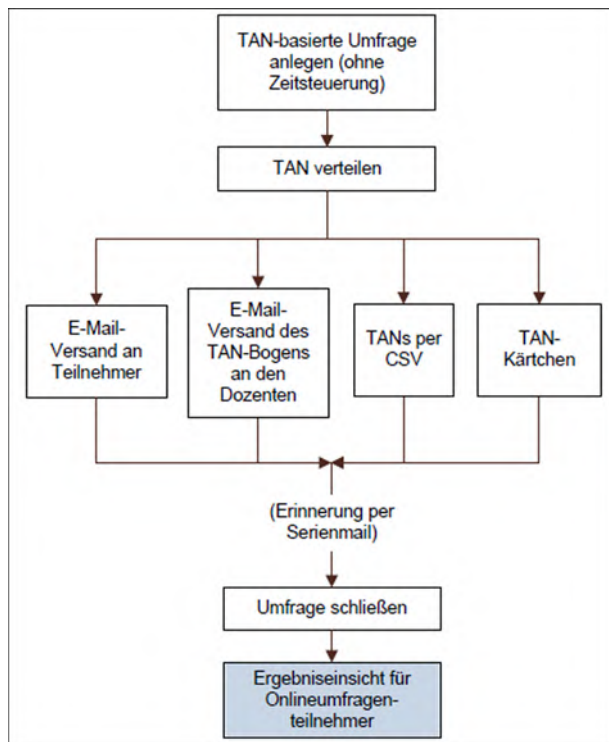 TAN-basierte Umfrage
anlegen (ohne
Zeitsteuerung)
TAN verteilen
E-Mail-
Versand an
Teilnehmer
E-Mail-
Versand des
TAN-Bogens
an den
Dozenten
TANs per
CSV
TAN-
Kärtchen
(Erinnerung per
Serienmail)
Umfrage schließen
Ergebniseinsicht für
Onlineumfragen-
teilnehmer